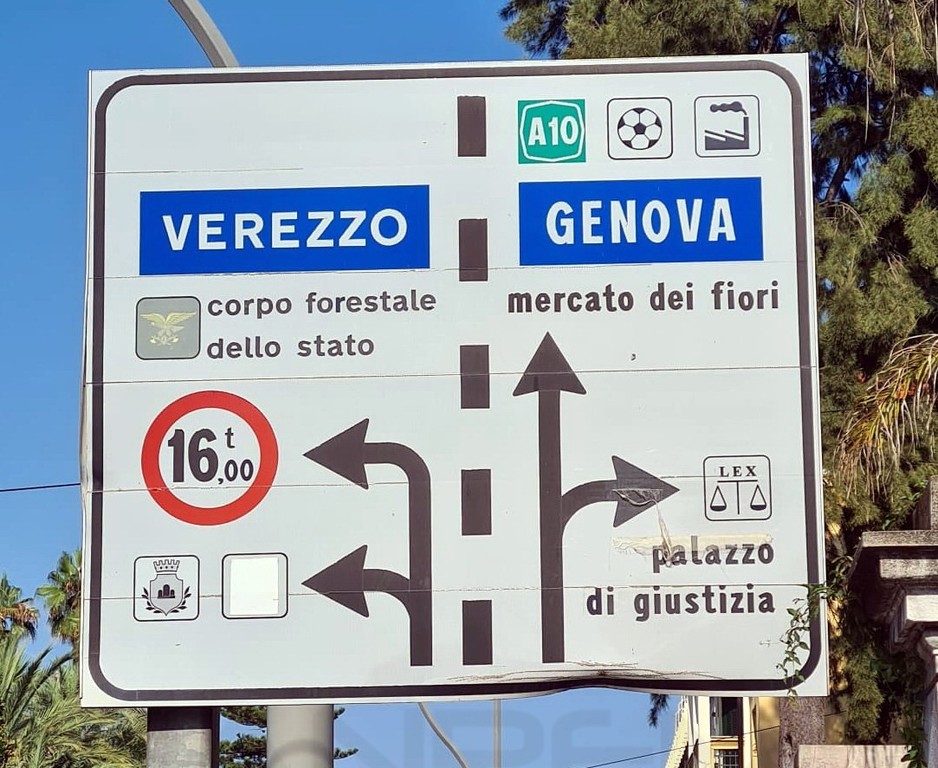 A10
VEREZZO
GENOVA
corpo forestale
dello stato
mercato dei fiori
16,00 t
LEX
palazzo
di giustizia